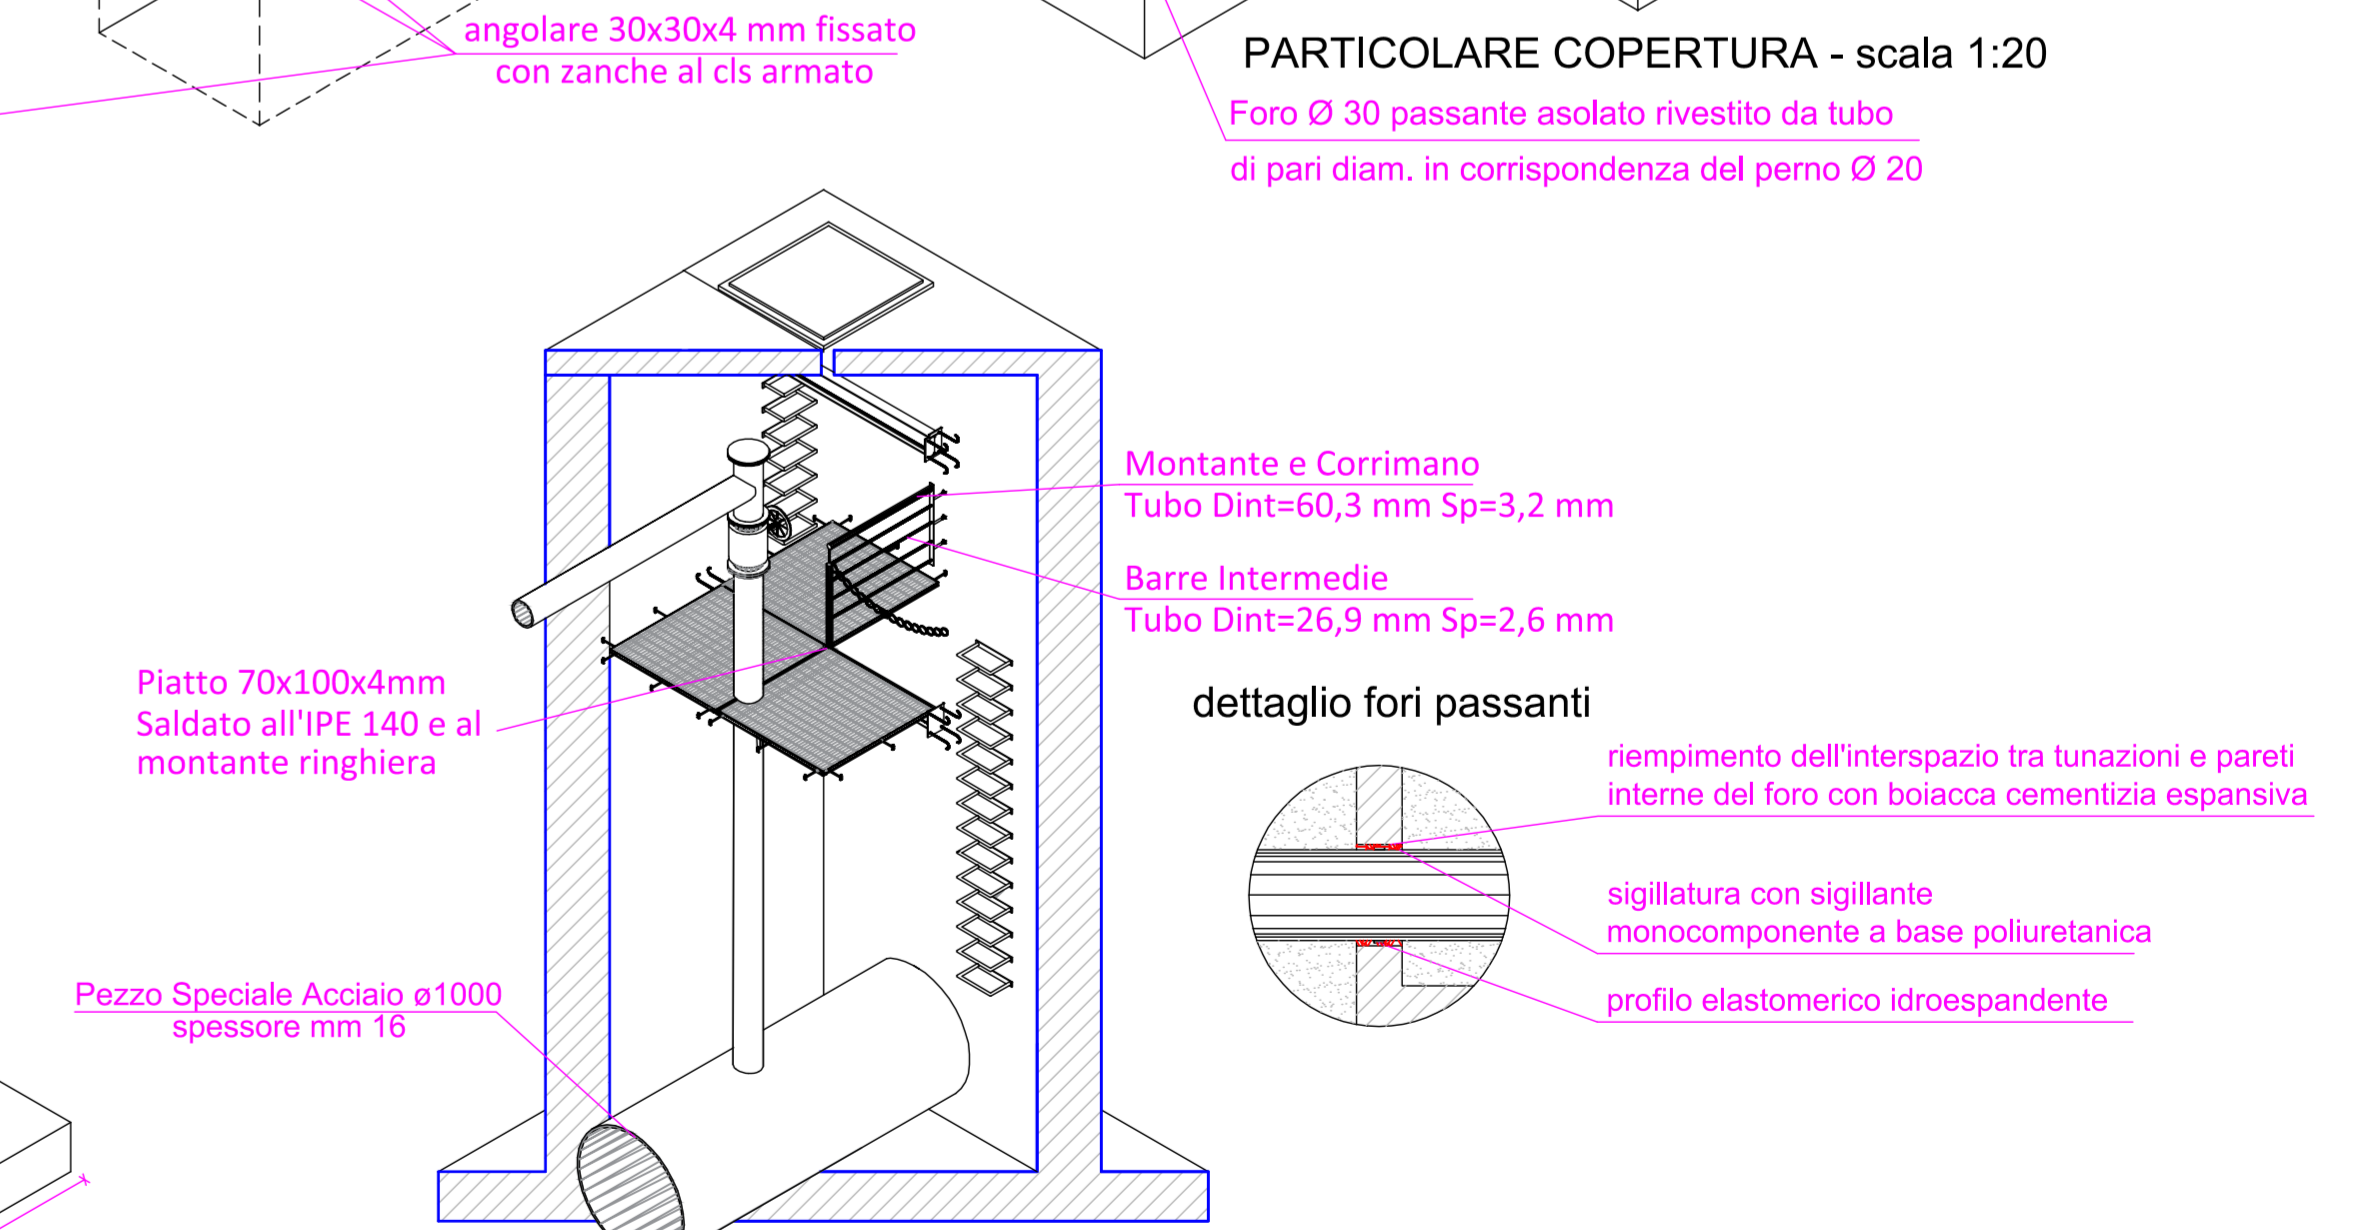 angolare 30x30x4 mm fissato
con zanche al cls armato
PARTICOLARE COPERTURA - scala 1:20
Foro Ø 30 passante asolato rivestito da tubo
di pari diam. in corrispondenza del perno Ø 20
Montante e Corrimano
Tubo Dint=60,3 mm Sp=3,2 mm
Barre Intermedie
Tubo Dint=26,9 mm Sp=2,6 mm
Piatto 70x100x4mm
Saldato all'IPE 140 e al
montante ringhiera
dettaglio fori passanti
riempimento dell'interspazio tra tunazioni e pareti
interne del foro con boiacca cementizia espansiva
sigillatura con sigillante
monocomponente a base poliuretanica
profilo elastomerico idroespandente
Pezzo Speciale Acciaio ø1000
spessore mm 16